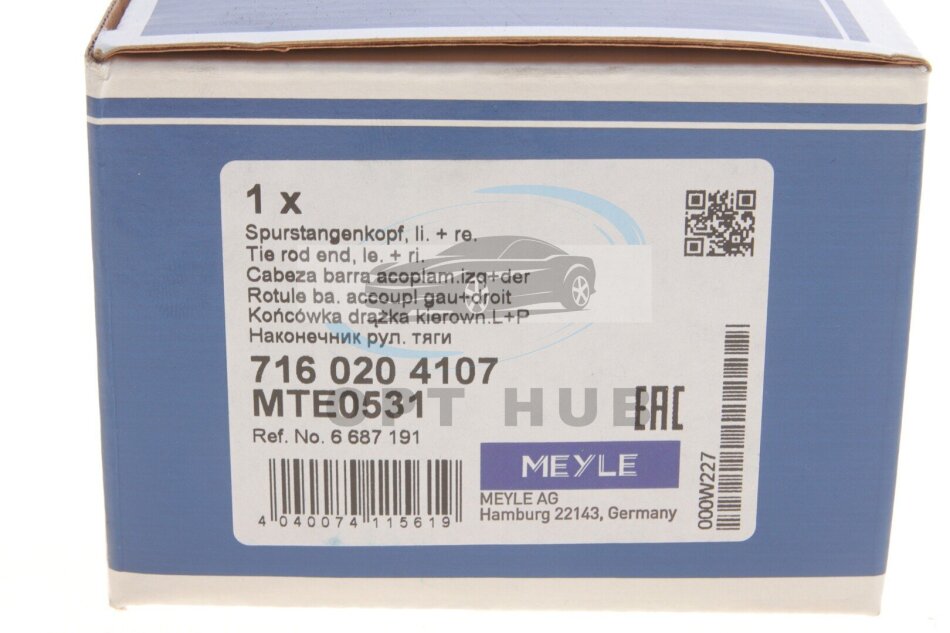 1 x
Spurstangenkopf, li. + re.
Tie rod end, le. + ri.
Cabeza barra acoplam.izq+der
Rotule ba. accoupl gau+droit
Końcówka drążka kierown.L+P
Наконечник рул. тяги
716 020 4107
MTE0531
OPT HUB
EAC
Ref. No. 6 687 191
MEYLE
MEYLE AG
Hamburg 22143, Germany
4 040074 115619
000W227